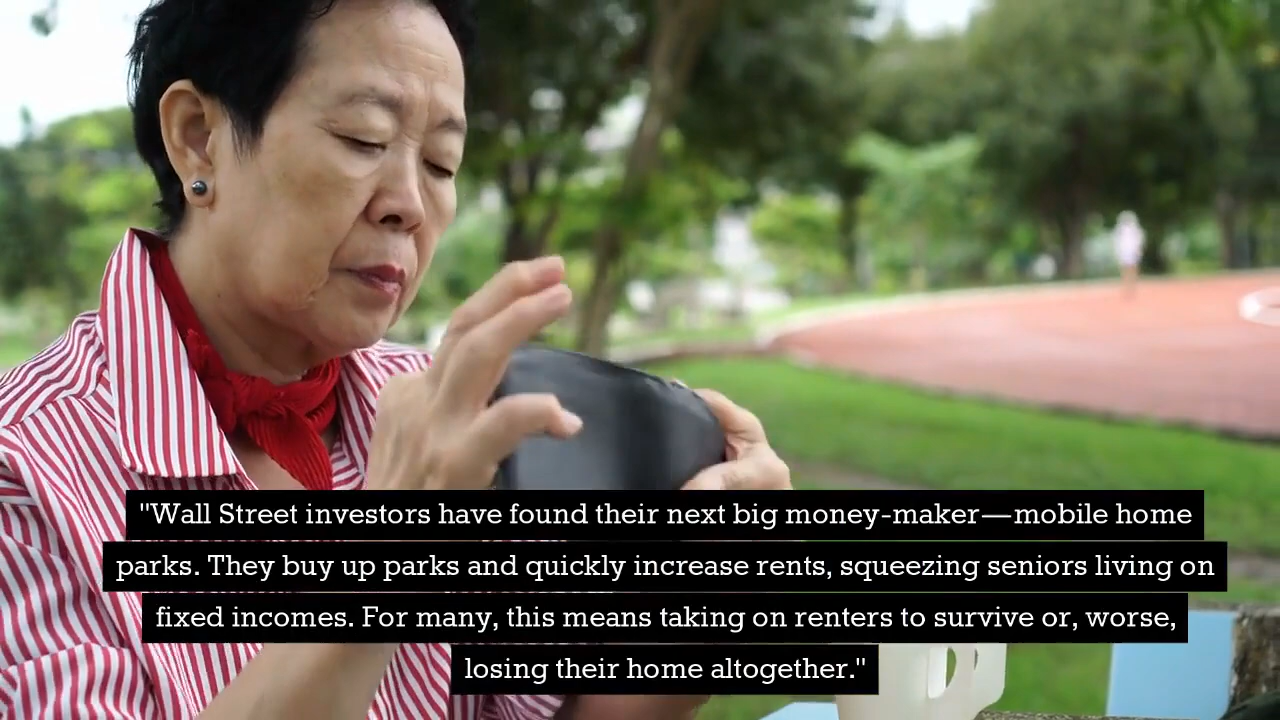 "Wall Street investors have found their next big money-maker—mobile home
parks. They buy up parks and quickly increase rents, squeezing seniors living on
fixed incomes. For many, this means taking on renters to survive or, worse,
losing their home altogether."